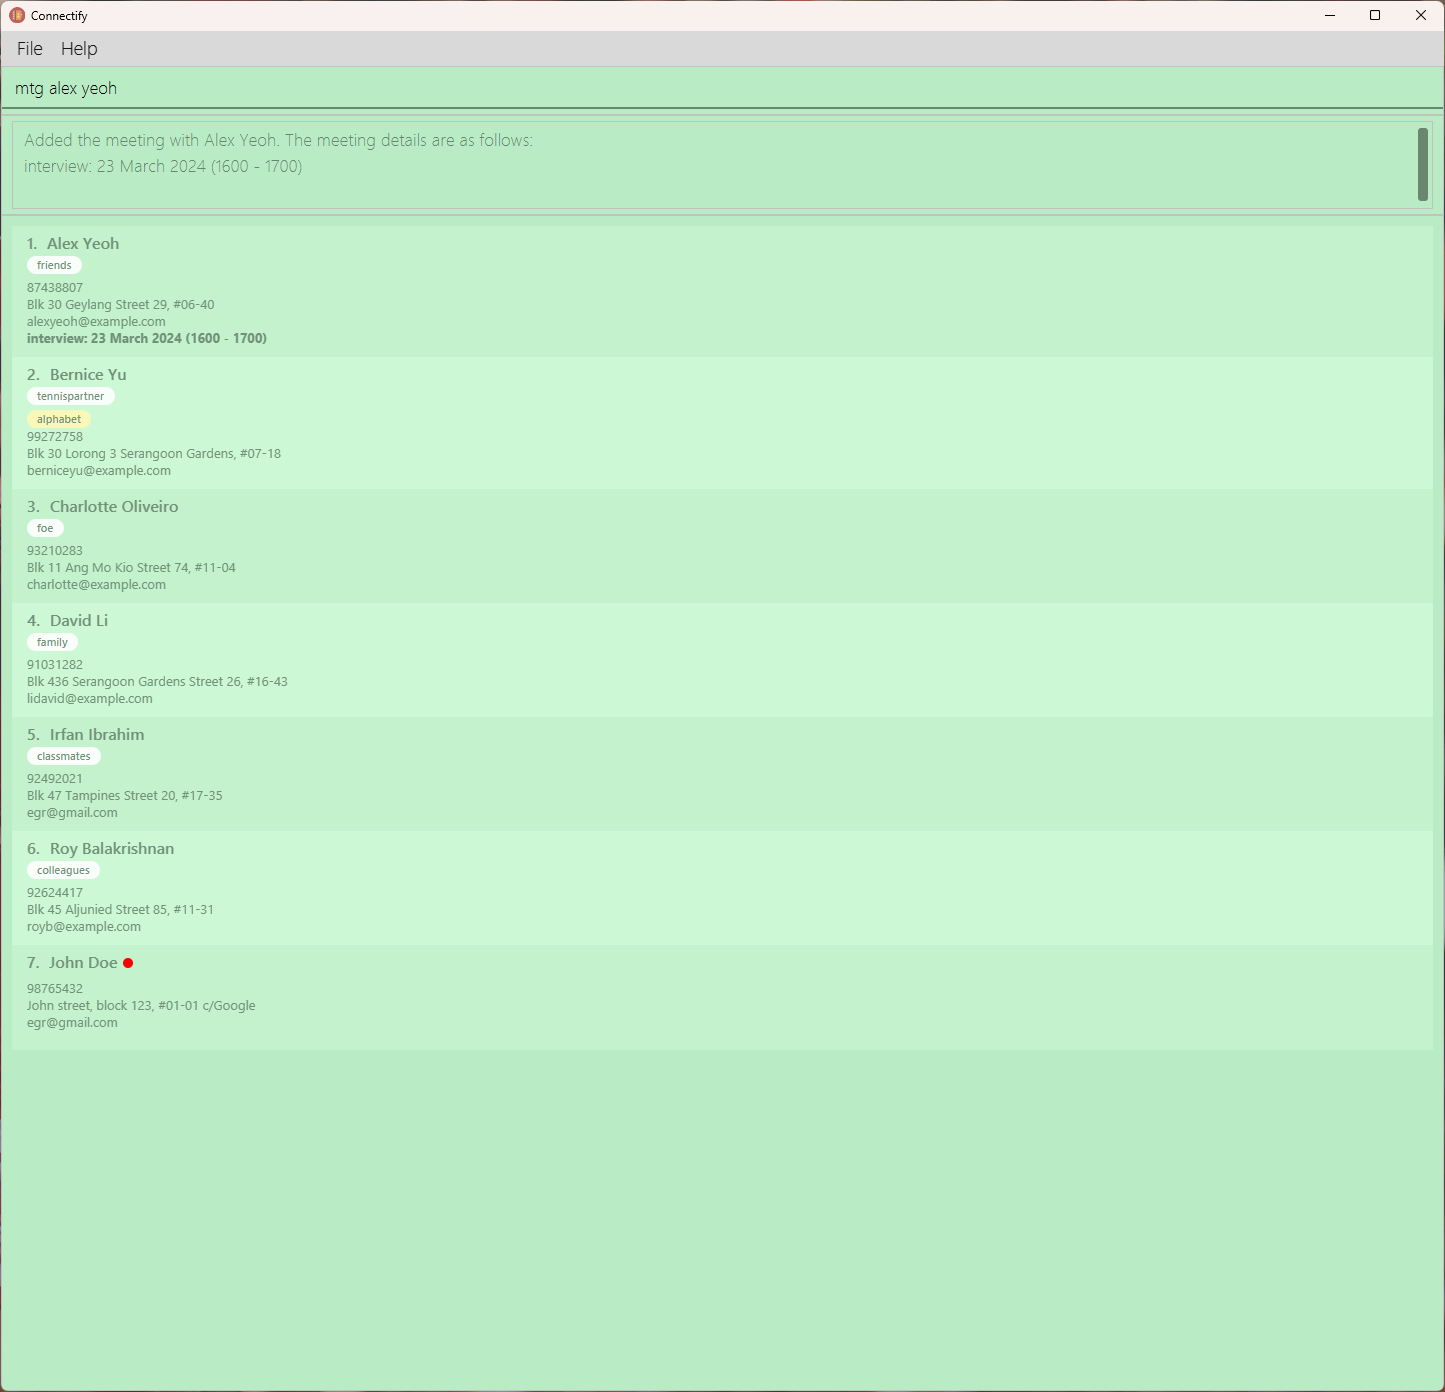 Connectify
File Help
mtg alex yeoh
Added the meeting with Alex Yeoh. The meeting details are as follows:
interview: 23 March 2024 (1600 - 1700)
1. Alex Yeoh
friends
87438807
Blk 30 Geylang Street 29, #06-40
alexyeoh@example.com
interview: 23 March 2024 (1600 - 1700)
2. Bernice Yu
tennispartner
alphabet
99272758
Blk 30 Lorong 3 Serangoon Gardens, #07-18
berniceyu@example.com
3. Charlotte Oliveiro
foe
93210283
Blk 11 Ang Mo Kio Street 74, #11-04
charlotte@example.com
4. David Li
family
91031282
Blk 436 Serangoon Gardens Street 26, #16-43
lidavid@example.com
5. Irfan Ibrahim
classmates
92492021
Blk 47 Tampines Street 20, #17-35
egr@gmail.com
6. Roy Balakrishnan
colleagues
92624417
Blk 45 Aljunied Street 85, #11-31
royb@example.com
7. John Doe
98765432
John street, block 123, #01-01 c/Google
egr@gmail.com